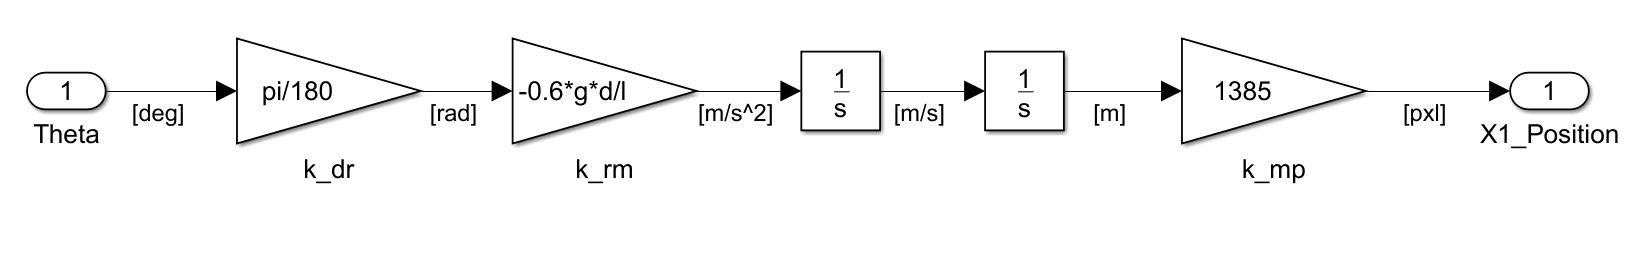 1
Theta
[deg]
pi/180
k_dr
[rad]
-0.6*g*d/l
k_rm
[m/s^2]
1
s
[m/s]
1
s
[m]
1385
k_mp
[pxl]
1
X1_Position